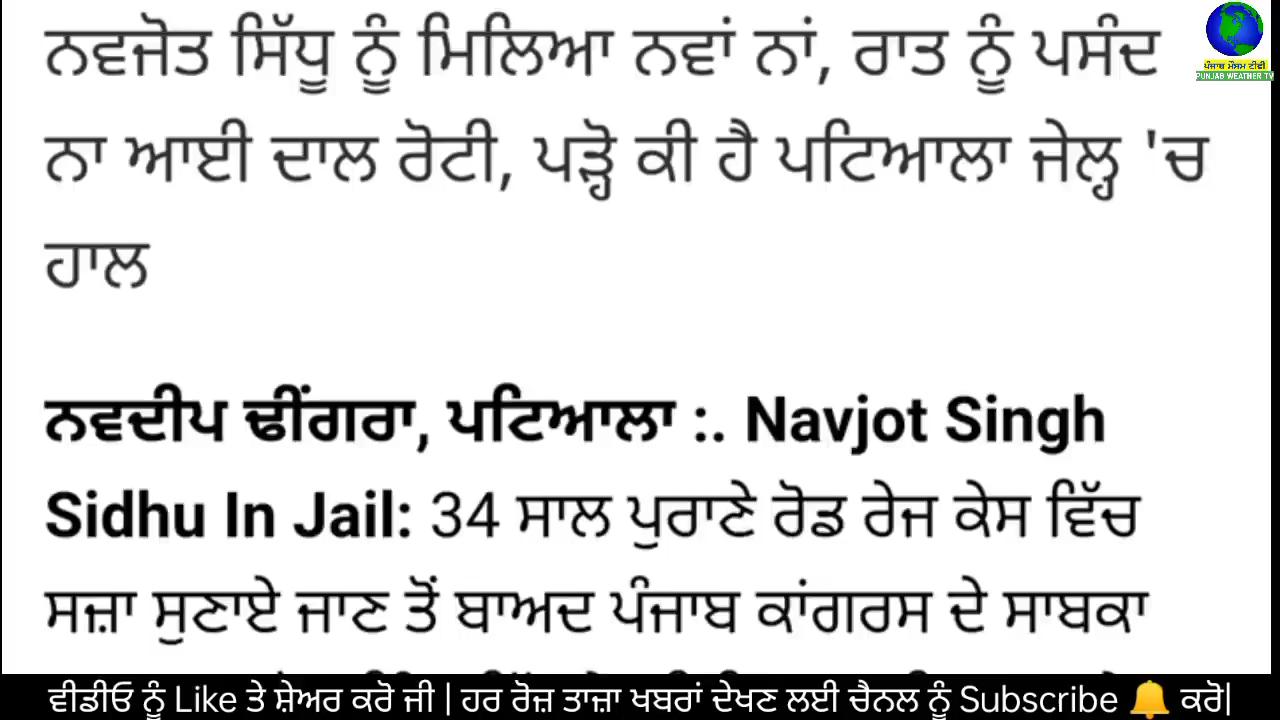 ਨਵਜੋਤ ਸਿੱਧੂ ਨੂੰ ਮਿਲਿਆ ਨਵਾਂ ਨਾਂ, ਰਾਤ ਨੂੰ ਪਸੰਦ
ਪੰਜਾਬ ਮੌਸਮ ਟੀਵੀ
PUNJAB WEATHER TV
ਨਾ ਆਈ ਦਾਲ ਰੋਟੀ, ਪੜ੍ਹੋ ਕੀ ਹੈ ਪਟਿਆਲਾ ਜੇਲ੍ਹ 'ਚ
ਹਾਲ
ਨਵਦੀਪ ਢੀਂਗਰਾ, ਪਟਿਆਲਾ :. Navjot Singh
Sidhu In Jail: 34 ਸਾਲ ਪੁਰਾਣੇ ਰੋਡ ਰੇਜ ਕੇਸ ਵਿੱਚ
ਸਜ਼ਾ ਸੁਣਾਏ ਜਾਣ ਤੋਂ ਬਾਅਦ ਪੰਜਾਬ ਕਾਂਗਰਸ ਦੇ ਸਾਬਕਾ
ਵੀਡੀਓ ਨੂੰ Like ਤੇ ਸ਼ੇਅਰ ਕਰੋ ਜੀ | ਹਰ ਰੋਜ਼ ਤਾਜ਼ਾ ਖਬਰਾਂ ਦੇਖਣ ਲਈ ਚੈਨਲ ਨੂੰ Subscribe 🔔 ਕਰੋ|